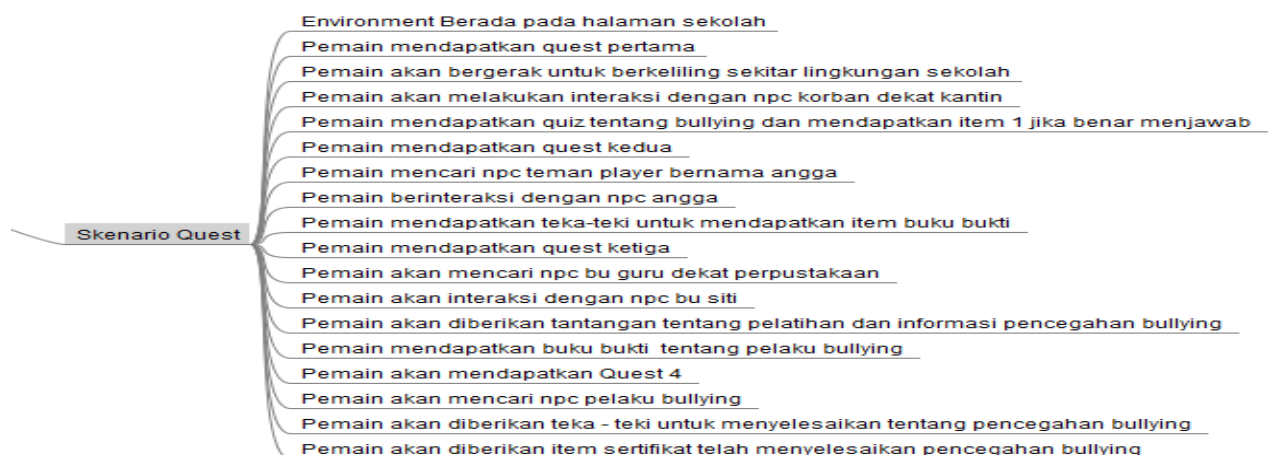 Environment Berada pada halaman sekolah
Pemain mendapatkan quest pertama
Pemain akan bergerak untuk berkeliling sekitar lingkungan sekolah
Pemain akan melakukan interaksi dengan npc korban dekat kantin
Pemain mendapatkan quiz tentang bullying dan mendapatkan item 1 jika benar menjawab
Pemain mendapatkan quest kedua
Pemain mencari npc teman player bernama angga
Pemain berinteraksi dengan npc angga
Pemain mendapatkan teka-teki untuk mendapatkan item buku bukti
Skenario Quest
Pemain mendapatkan quest ketiga
Pemain akan mencari npc bu guru dekat perpustakaan
Pemain akan interaksi dengan npc bu siti
Pemain akan diberikan tantangan tentang pelatihan dan informasi pencegahan bullying
Pemain mendapatkan buku bukti tentang pelaku bullying
Pemain akan mendapatkan Quest 4
Pemain akan mencari npc pelaku bullying
Pemain akan diberikan teka - teki untuk menyelesaikan tentang pencegahan bullying
Pemain akan diberikan item sertifikat telah menyelesaikan pencegahan bullying